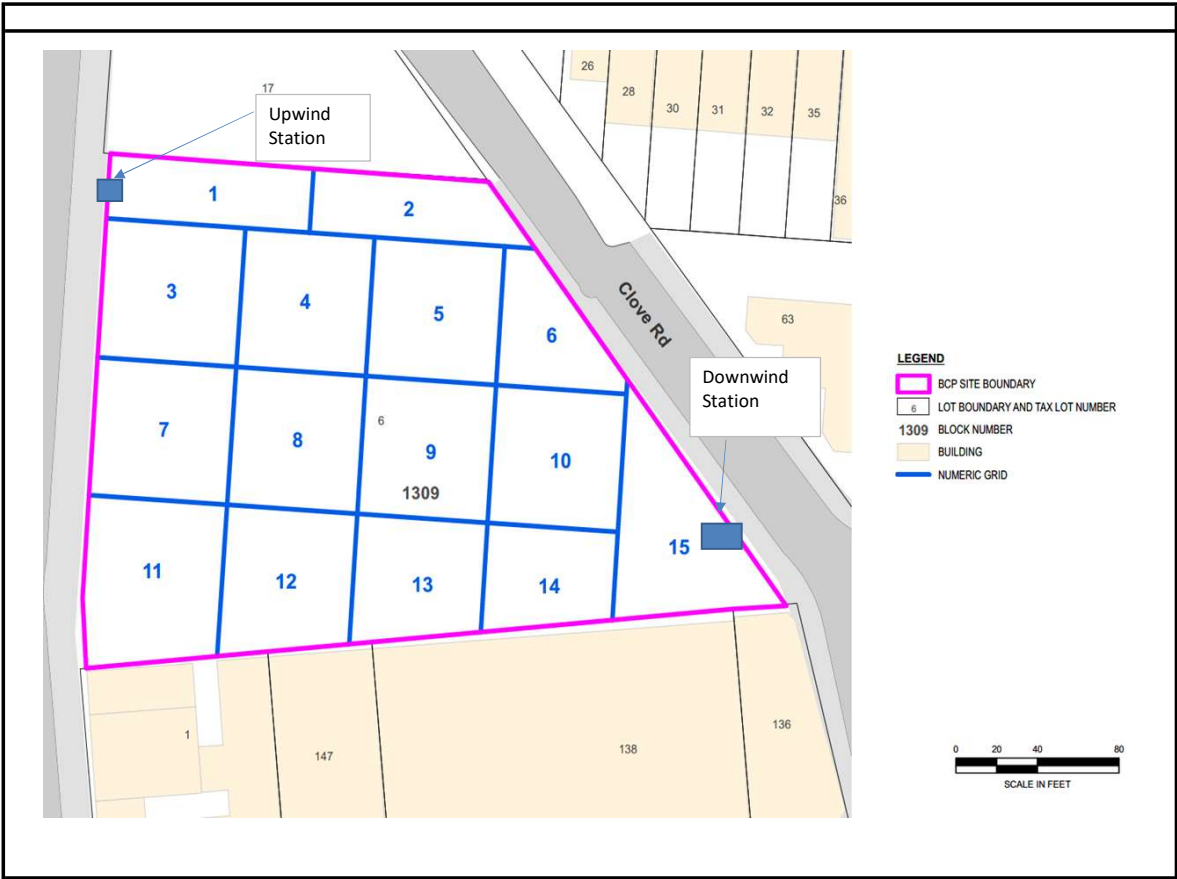 17
Upwind
Station
26
28
30
31
32
35
36
1
2
3
4
5
6
Clove Rd
63
Downwind
Station
7
8
6
9
1309
10
11
12
13
14
15
1
147
138
136
LEGEND
BCP SITE BOUNDARY
6 LOT BOUNDARY AND TAX LOT NUMBER
1309 BLOCK NUMBER
BUILDING
NUMERIC GRID
0 20 40 80
SCALE IN FEET